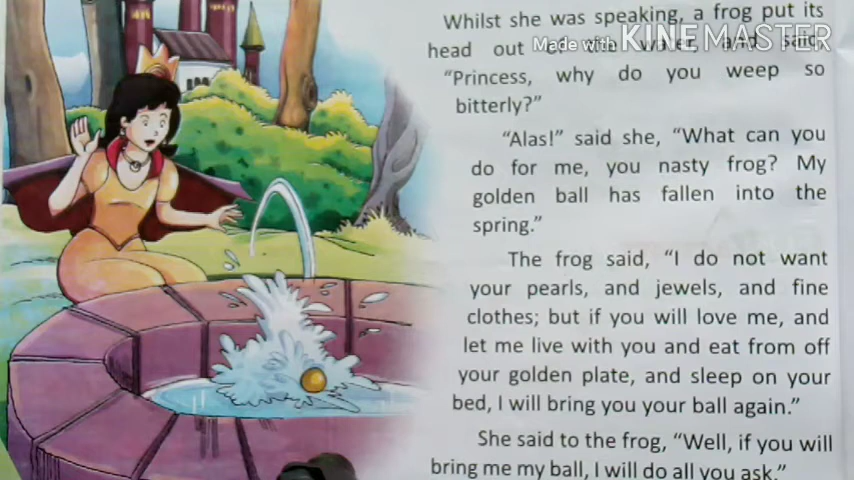 Whilst she was speaking, a frog put its
head out and said,
"Princess, why do you weep so
bitterly?"
"Alas!" said she, "What can you
do for me, you nasty frog? My
golden ball has fallen into the
spring."
The frog said, "I do not want
your pearls, and jewels, and fine
clothes; but if you will love me, and
let me live with you and eat from off
your golden plate, and sleep on your
bed, I will bring you your ball again."
She said to the frog, "Well, if you will
bring me my ball, I will do all you ask."
Made with KINEMASTER